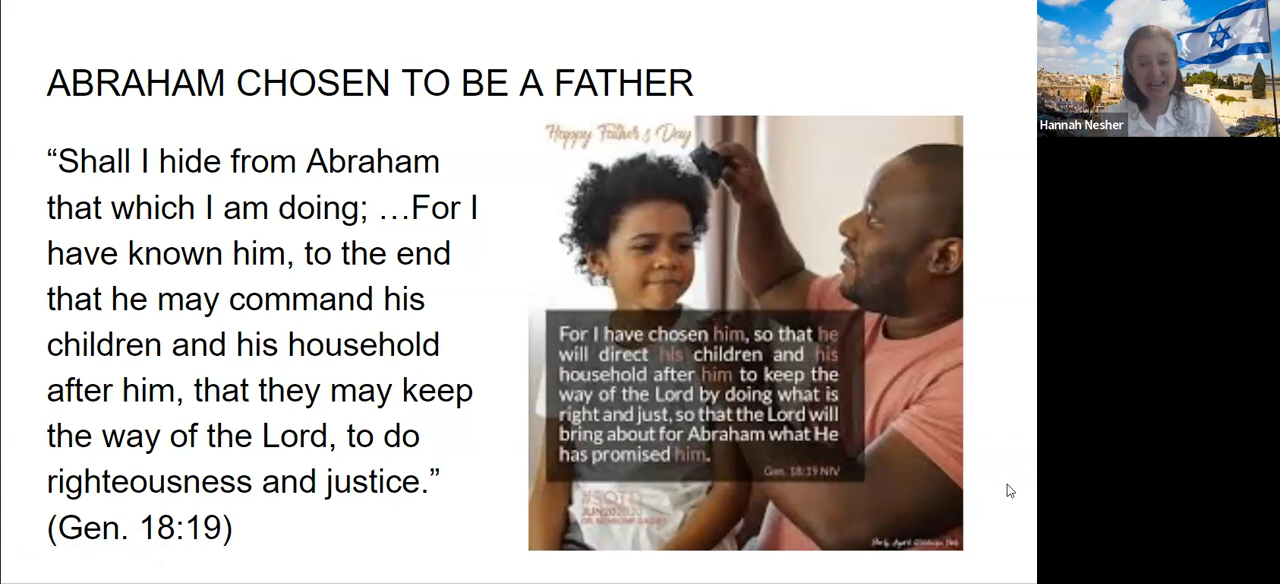 ABRAHAM CHOSEN TO BE A FATHER
“Shall I hide from Abraham
that which I am doing; …For I
have known him, to the end
that he may command his
children and his household
after him, that they may keep
the way of the Lord, to do
righteousness and justice.”
(Gen. 18:19)
Happy Father's Day
For I have chosen him, so that he
will direct his children and his
household after him to keep the
way of the Lord by doing what is
right and just, so that the Lord will
bring about for Abraham what He
has promised him.
Gen. 18:19 NIV
#SOTD
Hannah Nesher